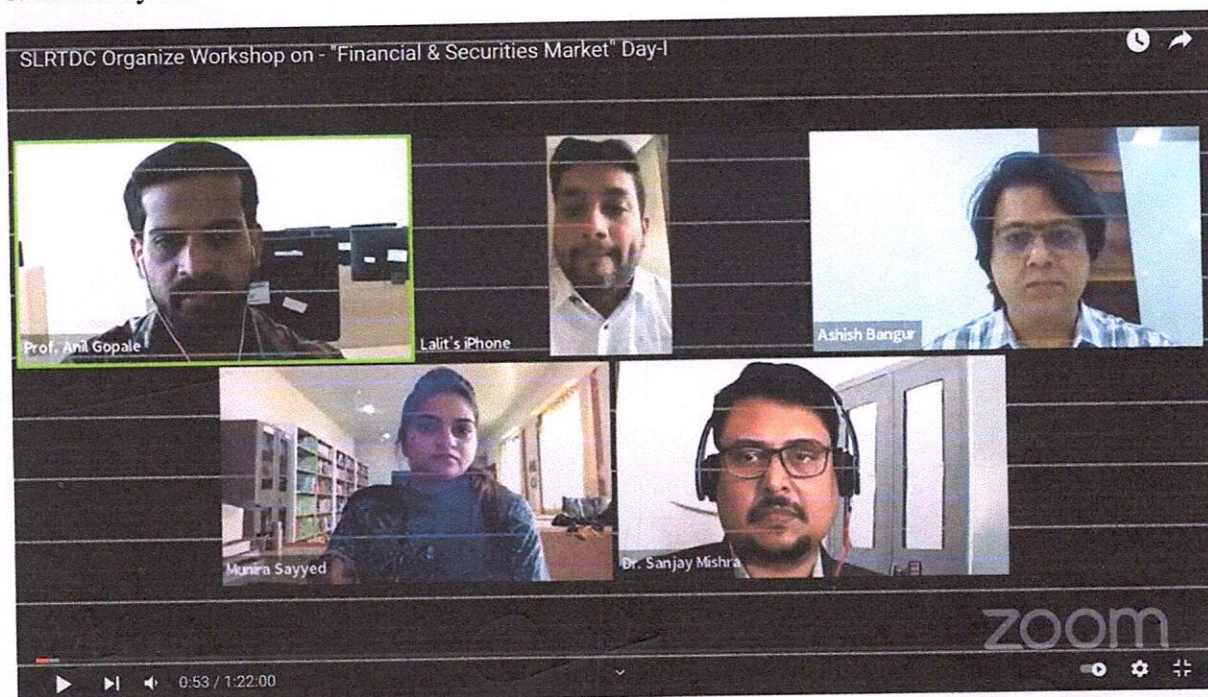 SLRTDC Organize Workshop on - "Financial & Securities Market" Day-I
Prof. Anil Gopale
Lalit's iPhone
Ashish Bangur
Munira Sayyed
Dr. Sanjay Mishra
zoom
0:53 / 1:22:00